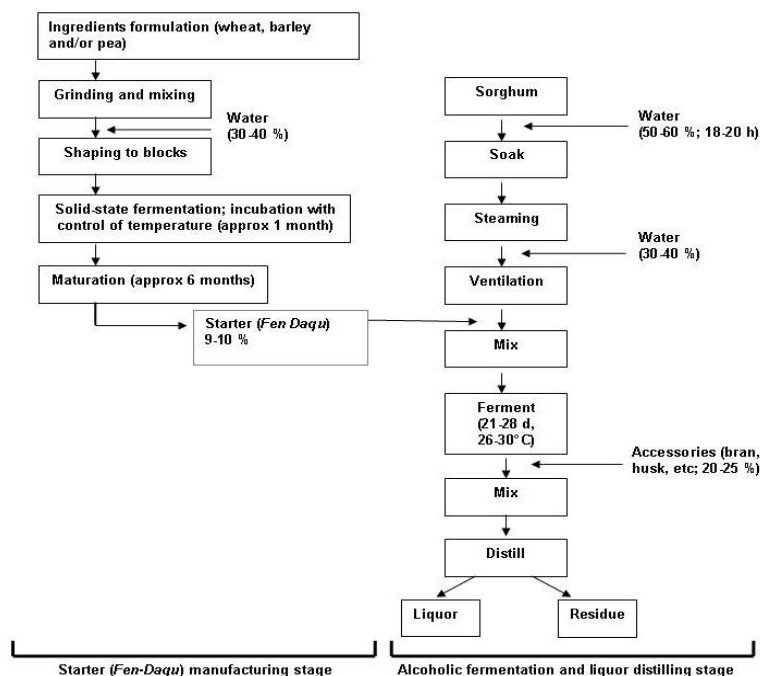 Ingredients formulation (wheat, barley
and/or pea)
Grinding and mixing
Water
(30-40 %)
Shaping to blocks
Solid-state fermentation; incubation with
control of temperature (approx 1 month)
Maturation (approx 6 months)
Starter (Fen Daqu)
9-10 %
Sorghum
Water
(50-60 %; 18-20 h)
Soak
Steaming
Water
(30-40 %)
Ventilation
Mix
Ferment
(21-28 d,
26-30°C)
Accessories (bran,
husk, etc; 20-25 %)
Mix
Distill
Liquor
Residue
Starter (Fen-Daqu) manufacturing stage
Alcoholic fermentation and liquor distilling stage